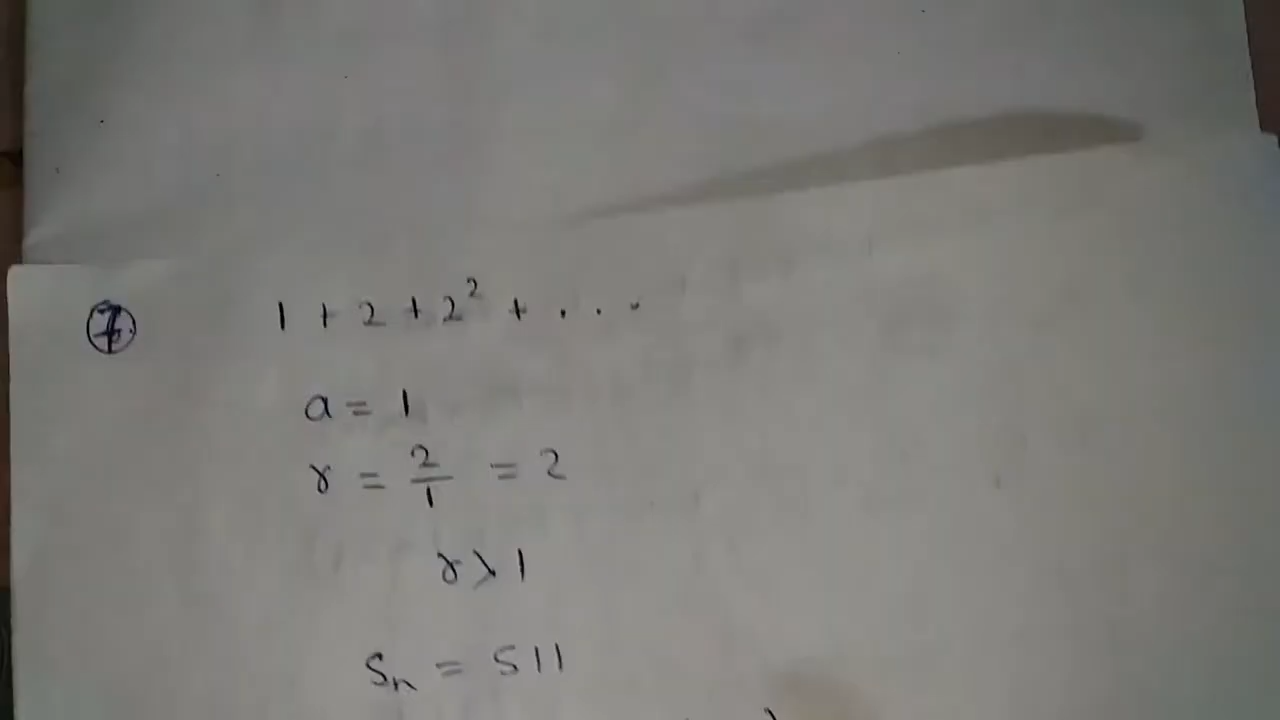 7. 1 + 2 + 2² + . . .
a = 1
r = 2/1 = 2
r > 1
Sn = 511